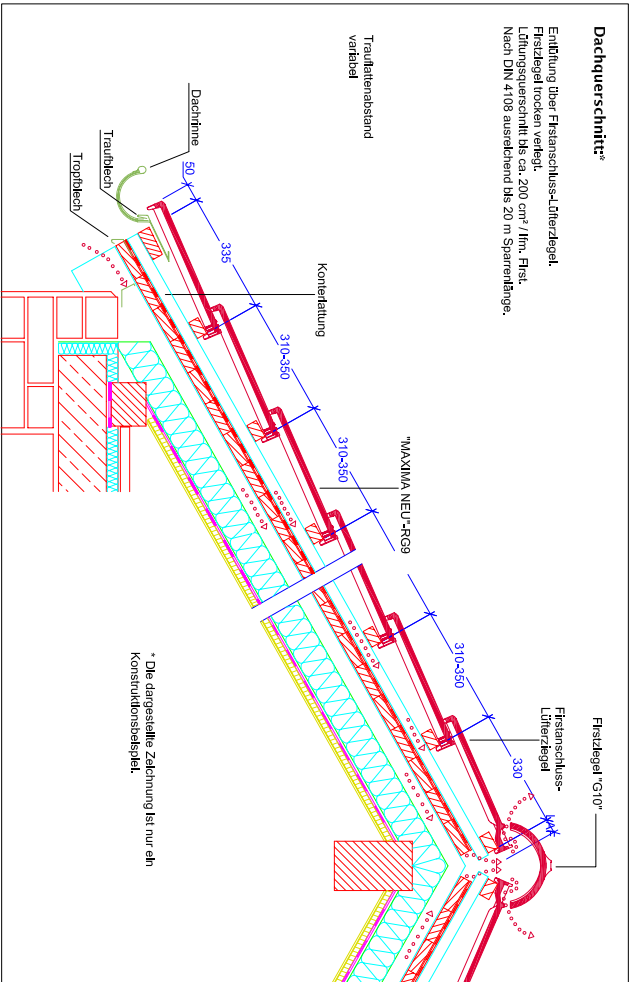 Dachquerschnitt:*
Entlüftung über Firstanschluss-Lüfterziegel.
Firstziegel trocken verlegt.
Lüftungsquerschnitt bis ca. 200 cm² / lfm. First.
Nach DIN 4108 ausreichend bis 20 m Sparrenlänge.
Trauflattenabstand
variabel
Dachrinne
Traufblech
Tropfblech
50
335
Konterlattung
310-350
310-350
"MAXIMA NEU"-RG9
310-350
Firstanschluss-
Lüfterziegel
330
LAF
Firstziegel "G10"
* Die dargestellte Zeichnung ist nur ein
Konstruktionsbeispiel.